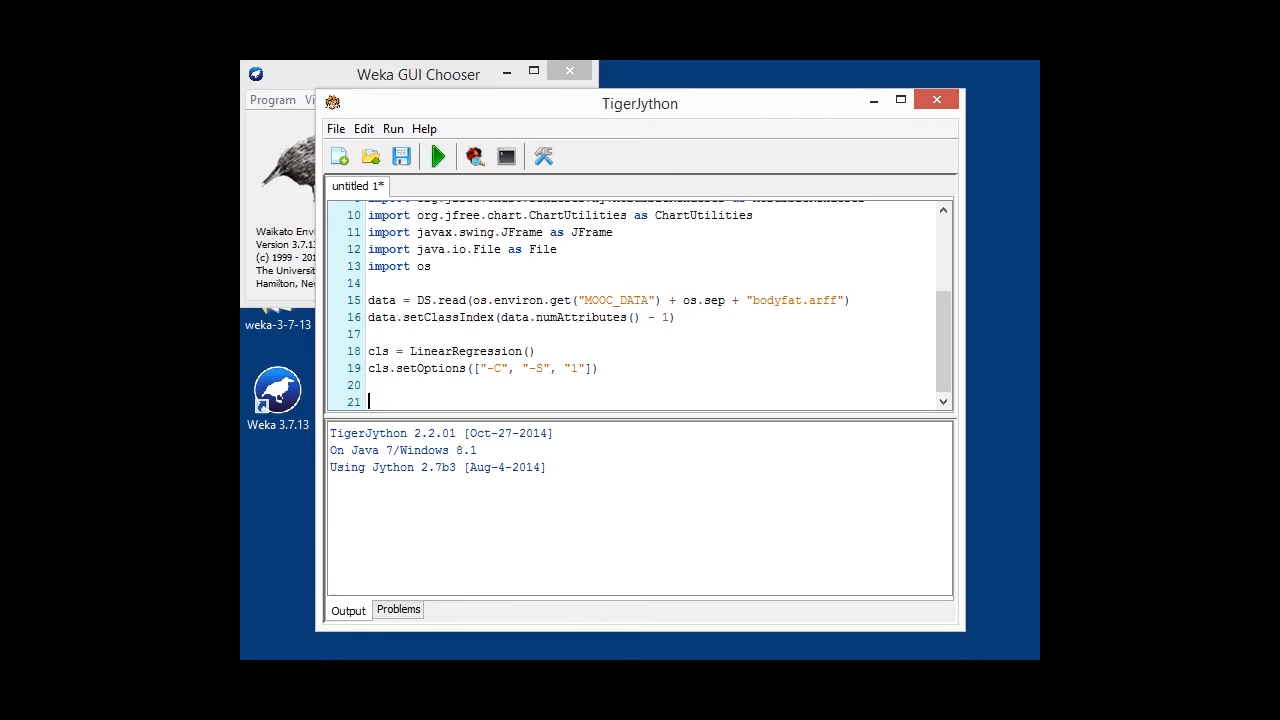 Weka GUI Chooser
Program
TigerJython
File Edit Run Help
untitled 1*
10 import org.jfree.chart.ChartUtilities as ChartUtilities
11 import javax.swing.JFrame as JFrame
12 import java.io.File as File
13 import os
14
15 data = DS.read(os.environ.get("MOOC_DATA") + os.sep + "bodyfat.arff")
16 data.setClassIndex(data.numAttributes() - 1)
17
18 cls = LinearRegression()
19 cls.setOptions(["-C", "-S", "1"])
20
21
Waikato Envi
Version 3.7.13
(c) 1999 - 201
The Universit
Hamilton, New
weka-3-7-13
Weka 3.7.13
TigerJython 2.2.01 [Oct-27-2014]
On Java 7/Windows 8.1
Using Jython 2.7b3 [Aug-4-2014]
Output Problems